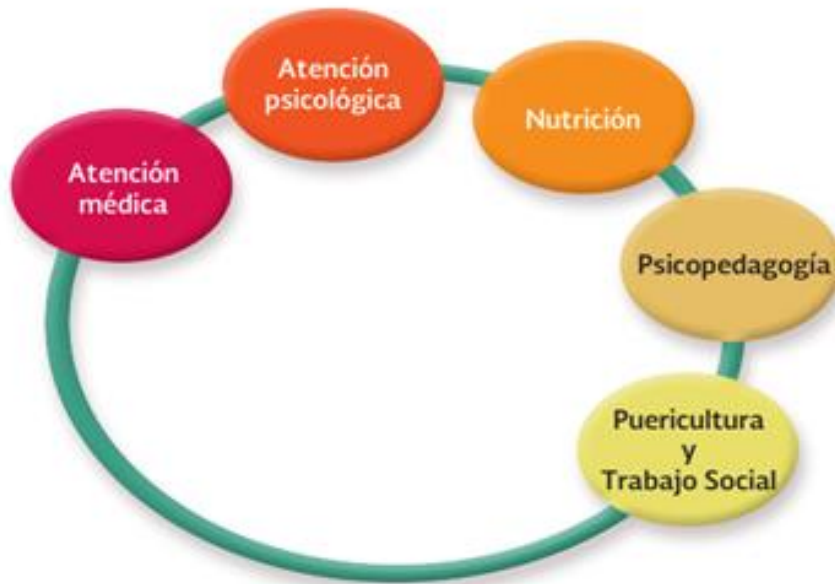 Atención
psicológica
Nutrición
Atención
médica
Psicopedagogía
Puericultura
y
Trabajo Social